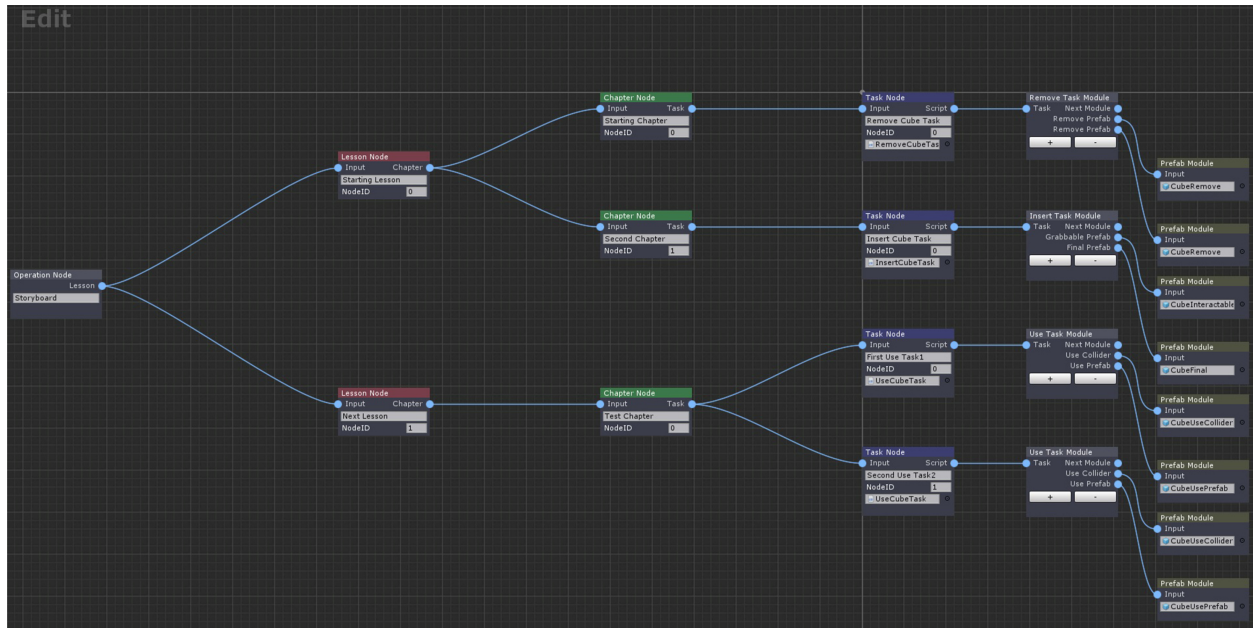 Edit
Operation Node
Lesson
Storyboard
Lesson Node
Input Chapter
Starting Lesson
NodeID 0
Lesson Node
Input Chapter
Next Lesson
NodeID 1
Chapter Node
Input Task
Starting Chapter
NodeID 0
Chapter Node
Input Task
Second Chapter
NodeID 1
Chapter Node
Input Task
Test Chapter
NodeID 0
Task Node
Input Script
Remove Cube Task
NodeID 0
RemoveCubeTas
Task Node
Input Script
Insert Cube Task
NodeID 0
InsertCubeTask
Task Node
Input Script
First Use Task1
NodeID 0
UseCubeTask
Task Node
Input Script
Second Use Task2
NodeID 1
UseCubeTask
Remove Task Module
Task Next Module
Remove Prefab
Remove Prefab
+ -
Insert Task Module
Task Next Module
Grabbable Prefab
Final Prefab
+ -
Use Task Module
Task Next Module
Use Collider
Use Prefab
+ -
Use Task Module
Task Next Module
Use Collider
Use Prefab
+ -
Prefab Module
Input
CubeRemove
Prefab Module
Input
CubeRemove
Prefab Module
Input
CubeInteractable
Prefab Module
Input
CubeFinal
Prefab Module
Input
CubeUseCollider
Prefab Module
Input
CubeUsePrefab
Prefab Module
Input
CubeUseCollider
Prefab Module
Input
CubeUsePrefab